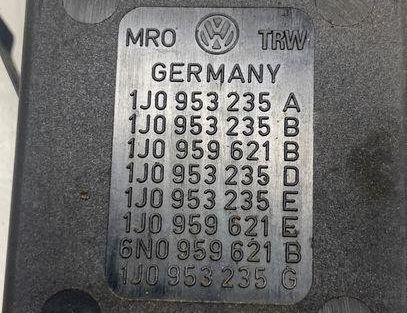 MRO VW TRW
GERMANY
1J0 953 235 A
1J0 953 235 B
1J0 959 621 B
1J0 953 235 D
1J0 953 235 E
1J0 959 621 E
6N0 959 621 B
1J0 953 235 G